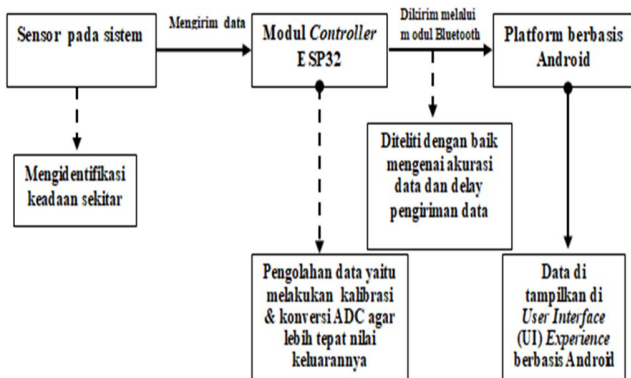 Sensor pada sistem
Mengirim data
Modul Controller
ESP32
Dikirim melalui
m odul Bluetooth
Platform berbasis
Android
Mengidentifikasi
keadaan sekitar
Diteliti dengan baik
mengenai akurasi
data dan delay
pengiriman data
Pengolahan data yaitu
melakukan kalibrasi
& konversi ADC agar
lebih tepat nilai
keluarannya
Data di
tampilkan di
User Interface
(UI) Experience
berbasis Android